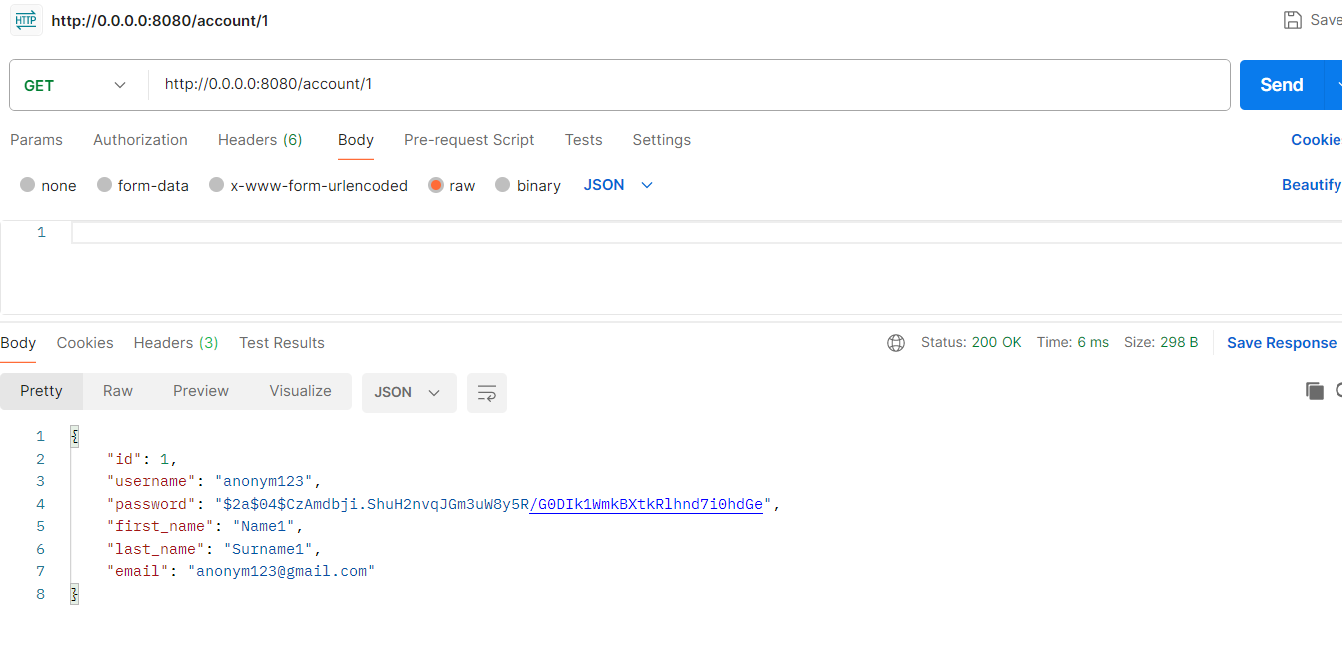 HTTP http://0.0.0.0:8080/account/1 Save
GET http://0.0.0.0:8080/account/1 Send
Params Authorization Headers (6) Body Pre-request Script Tests Settings Cookie
none form-data x-www-form-urlencoded raw binary JSON Beautify
1
Body Cookies Headers (3) Test Results Status: 200 OK Time: 6 ms Size: 298 B Save Response
Pretty Raw Preview Visualize JSON
1 {
2 "id": 1,
3 "username": "anonym123",
4 "password": "$2a$04$CzAmdbji.ShuH2nvqJGm3uW8y5R/G0DIk1WmkBXtkRlhnd7i0hdGe",
5 "first_name": "Name1",
6 "last_name": "Surname1",
7 "email": "anonym123@gmail.com"
8 }